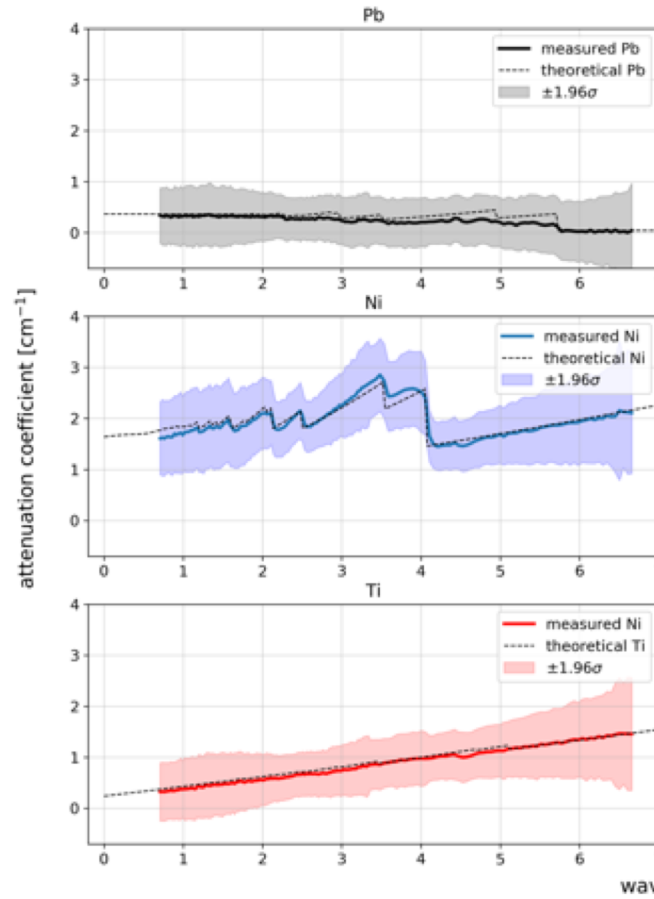 Pb
4
3
2
1
0
measured Pb
theoretical Pb
±1.96σ
0 1 2 3 4 5 6
Ni
4
3
2
1
0
measured Ni
theoretical Ni
±1.96σ
0 1 2 3 4 5 6
Ti
4
3
2
1
0
measured Ni
theoretical Ti
±1.96σ
0 1 2 3 4 5 6
attenuation coefficient [cm⁻¹]
wav